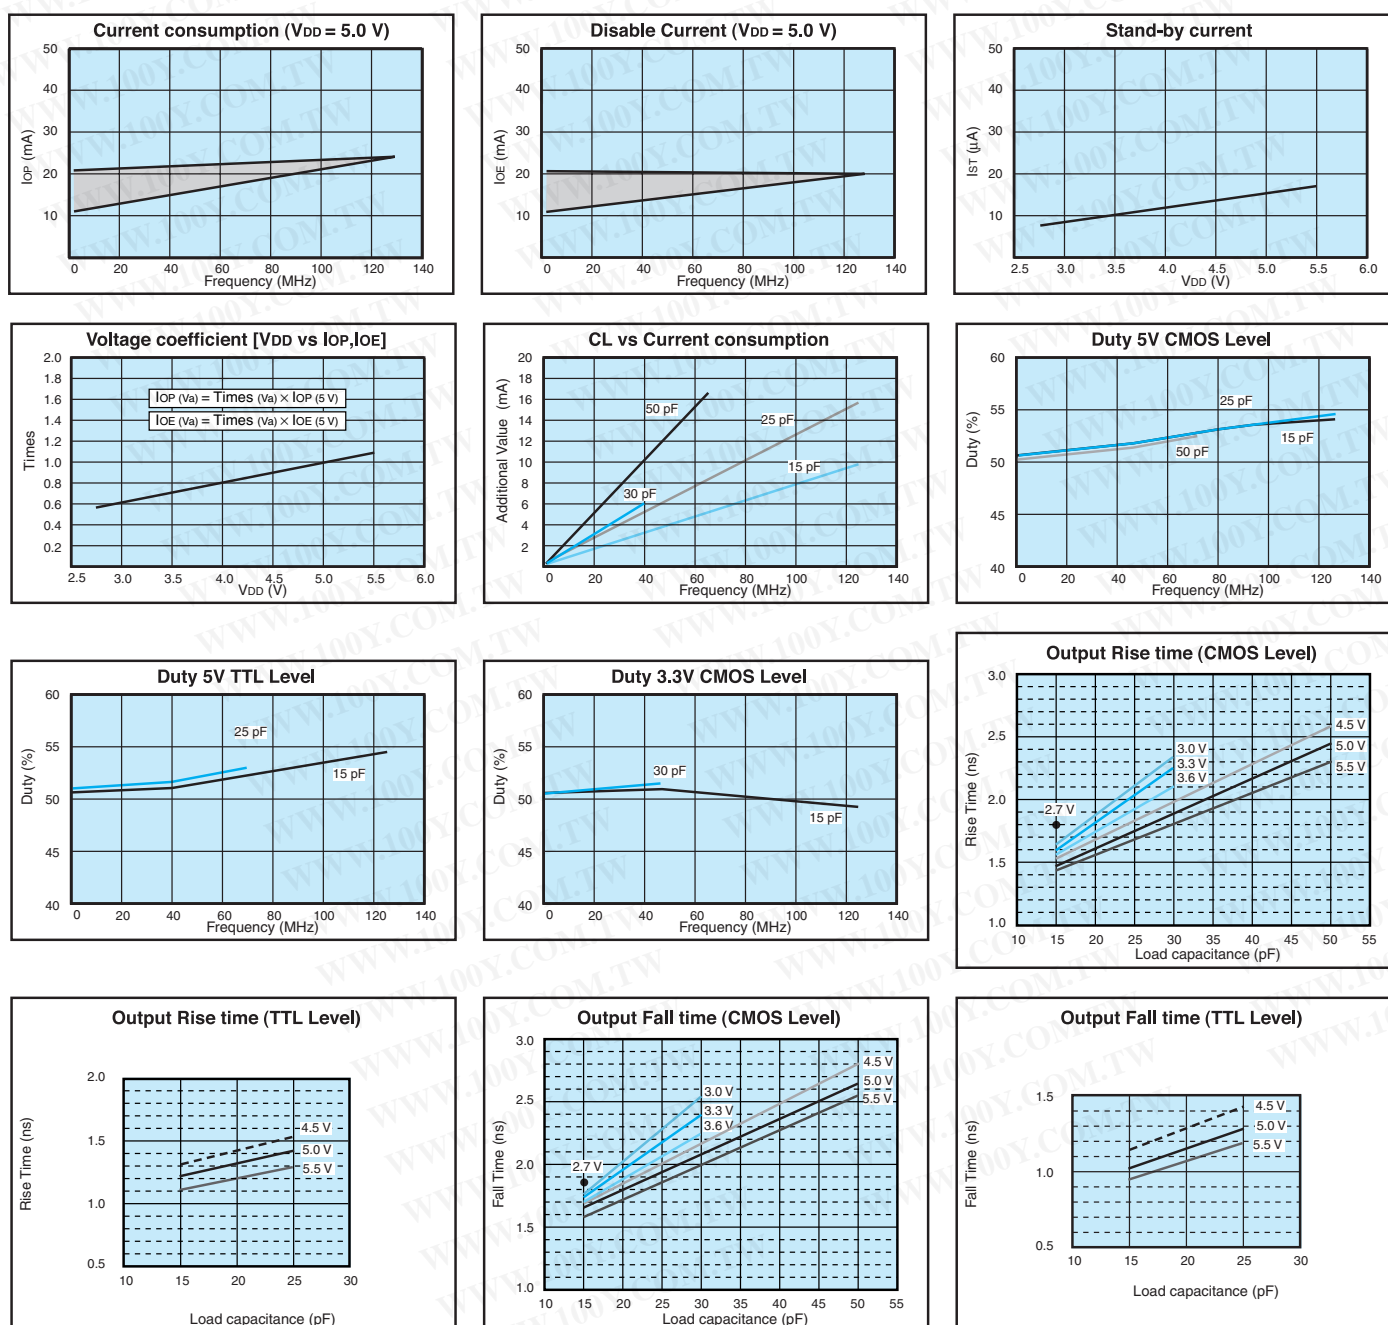 Current consumption (VDD = 5.0 V)
50
40
30
20
10
IOP (mA)
0 20 40 60 80 100 120 140
Frequency (MHz)
Disable Current (VDD = 5.0 V)
50
40
30
20
10
IOE (mA)
0 20 40 60 80 100 120 140
Frequency (MHz)
Stand-by current
50
40
30
20
10
IST (µA)
2.5 3.0 3.5 4.0 4.5 5.0 5.5 6.0
VDD (V)
Voltage coefficient [VDD vs IOP,IOE]
2.0
1.8
1.6
1.4
1.2
1.0
0.8
0.6
0.4
0.2
Times
IOP (Va) = Times (Va) × IOP (5 V)
IOE (Va) = Times (Va) × IOE (5 V)
2.5 3.0 3.5 4.0 4.5 5.0 5.5 6.0
VDD (V)
CL vs Current consumption
20
18
16
14
12
10
8
6
4
2
Additional Value (mA)
50 pF
25 pF
15 pF
30 pF
0 20 40 60 80 100 120 140
Frequency (MHz)
Duty 5V CMOS Level
60
55
50
45
40
Duty (%)
25 pF
15 pF
50 pF
0 20 40 60 80 100 120 140
Frequency (MHz)
Duty 5V TTL Level
60
55
50
45
40
Duty (%)
25 pF
15 pF
0 20 40 60 80 100 120 140
Frequency (MHz)
Duty 3.3V CMOS Level
60
55
50
45
40
Duty (%)
30 pF
15 pF
0 20 40 60 80 100 120 140
Frequency (MHz)
Output Rise time (CMOS Level)
3.0
2.5
2.0
1.5
1.0
Rise Time (ns)
4.5 V
5.0 V
5.5 V
3.0 V
3.3 V
3.6 V
2.7 V
10 15 20 25 30 35 40 45 50 55
Load capacitance (pF)
Output Rise time (TTL Level)
2.0
1.5
1.0
0.5
Rise Time (ns)
4.5 V
5.0 V
5.5 V
10 15 20 25 30
Load capacitance (pF)
Output Fall time (CMOS Level)
3.0
2.5
2.0
1.5
1.0
Fall Time (ns)
4.5 V
5.0 V
5.5 V
3.0 V
3.3 V
3.6 V
2.7 V
10 15 20 25 30 35 40 45 50 55
Load capacitance (pF)
Output Fall time (TTL Level)
1.5
1.0
0.5
Fall Time (ns)
4.5 V
5.0 V
5.5 V
10 15 20 25 30
Load capacitance (pF)
WWW.100Y.COM.TW